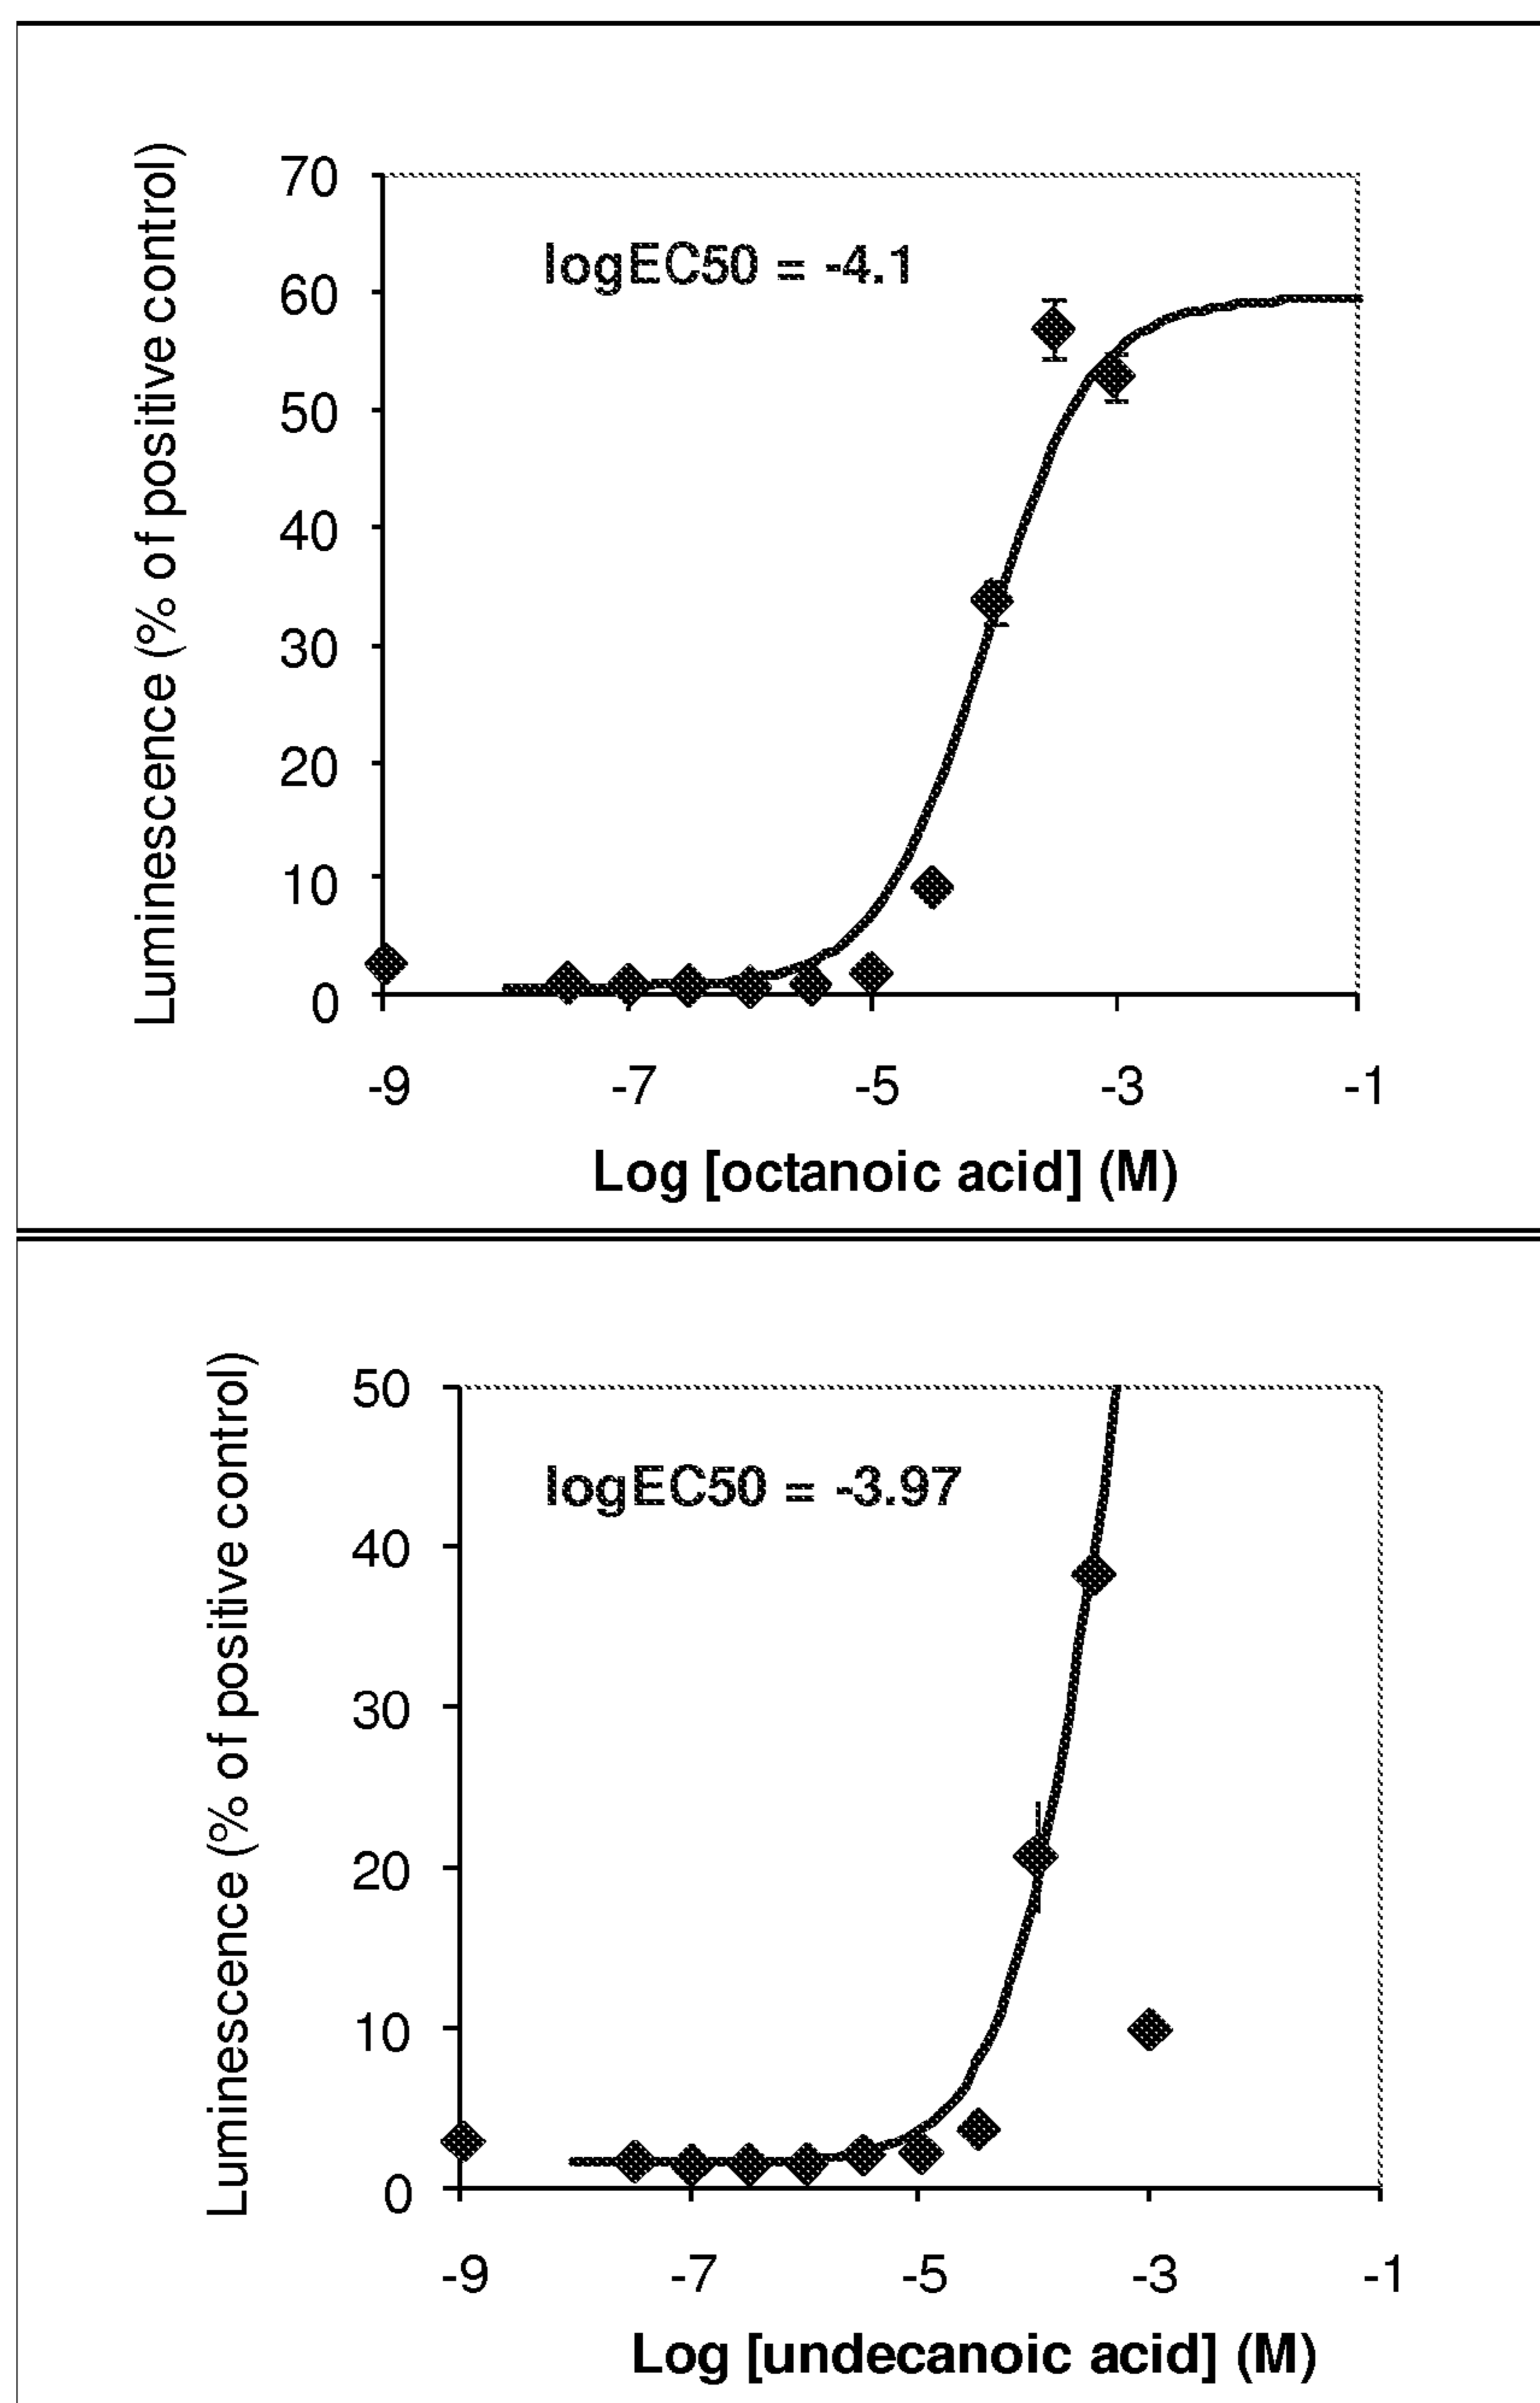 Luminescence (% of positive control)
70
60
50
40
30
20
10
0
logEC50 = -4.1
-9 -7 -5 -3 -1
Log [octanoic acid] (M)
Luminescence (% of positive control)
50
40
30
20
10
0
logEC50 = -3.97
-9 -7 -5 -3 -1
Log [undecanoic acid] (M)